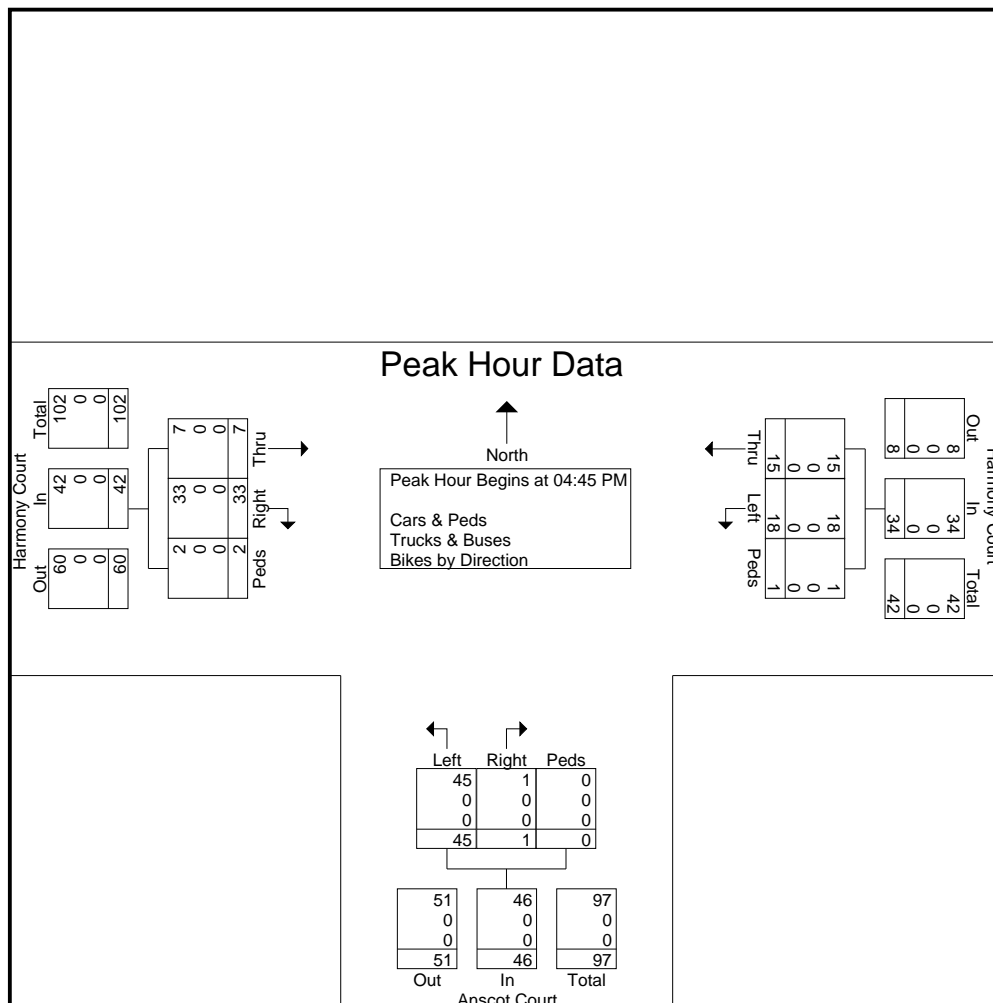 Peak Hour Data
North
Peak Hour Begins at 04:45 PM
Cars & Peds
Trucks & Buses
Bikes by Direction
Harmony Court
Total
102
0
0
102
In
42
0
0
42
Out
60
0
0
60
Thru
7
0
0
7
Right
33
0
0
33
Peds
2
0
0
2
Harmony Court
Out
8
0
0
8
In
34
0
0
34
Total
42
0
0
42
Thru
15
0
0
15
Left
18
0
0
18
Peds
1
0
0
1
Left Right Peds
45 1 0
0 0 0
0 0 0
45 1 0
51 46 97
0 0 0
0 0 0
51 46 97
Out In Total
Anscot Court